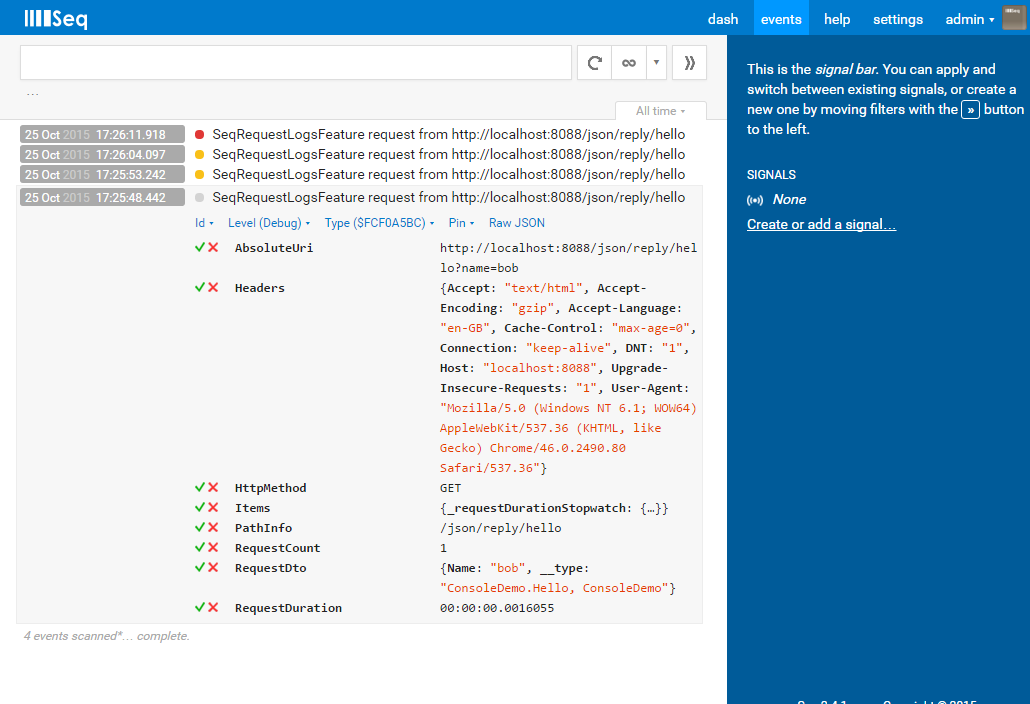 Seq
dash events help settings admin
This is the signal bar. You can apply and
switch between existing signals, or create a
new one by moving filters with the » button
to the left.
SIGNALS
None
Create or add a signal…
...
All time
25 Oct 2015 17:26:11.918 SeqRequestLogsFeature request from http://localhost:8088/json/reply/hello
25 Oct 2015 17:26:04.097 SeqRequestLogsFeature request from http://localhost:8088/json/reply/hello
25 Oct 2015 17:25:53.242 SeqRequestLogsFeature request from http://localhost:8088/json/reply/hello
25 Oct 2015 17:25:48.442 SeqRequestLogsFeature request from http://localhost:8088/json/reply/hello
Id Level (Debug) Type ($FCF0A5BC) Pin Raw JSON
AbsoluteUri http://localhost:8088/json/reply/hel
lo?name=bob
Headers {Accept: "text/html", Accept-
Encoding: "gzip", Accept-Language:
"en-GB", Cache-Control: "max-age=0",
Connection: "keep-alive", DNT: "1",
Host: "localhost:8088", Upgrade-
Insecure-Requests: "1", User-Agent:
"Mozilla/5.0 (Windows NT 6.1; WOW64)
AppleWebKit/537.36 (KHTML, like
Gecko) Chrome/46.0.2490.80
Safari/537.36"}
HttpMethod GET
Items {_requestDurationStopwatch: {…}}
PathInfo /json/reply/hello
RequestCount 1
RequestDto {Name: "bob", __type:
"ConsoleDemo.Hello, ConsoleDemo"}
RequestDuration 00:00:00.0016055
4 events scanned*… complete.